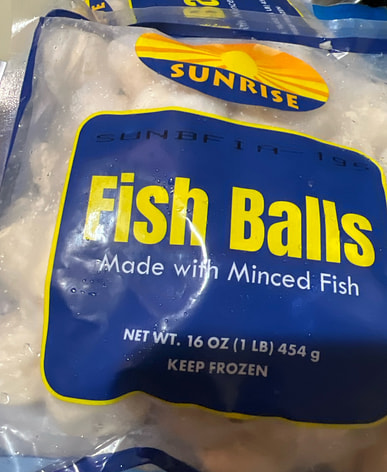 SUNRISE
Fish Balls
Made with Minced Fish
NET WT. 16 OZ (1 LB) 454 g
KEEP FROZEN